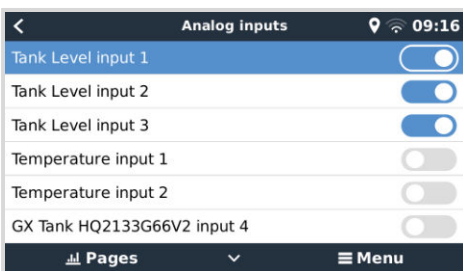 Analog inputs 09:16
Tank Level input 1
Tank Level input 2
Tank Level input 3
Temperature input 1
Temperature input 2
GX Tank HQ2133G66V2 input 4
Pages Menu